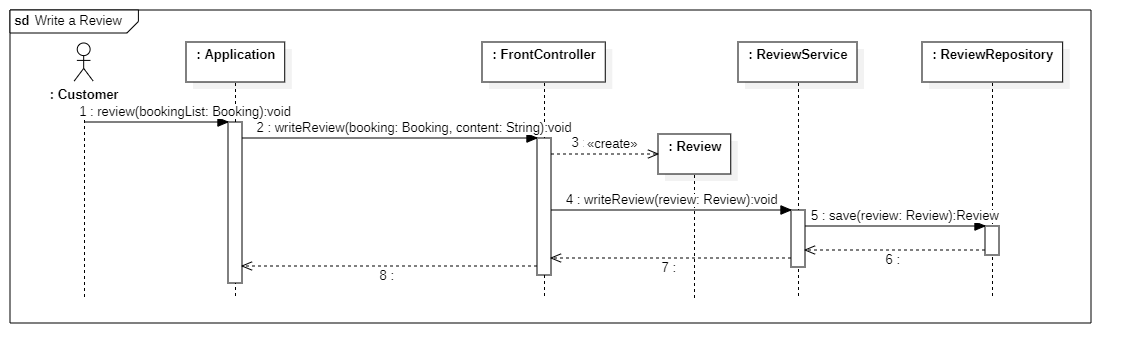 sd Write a Review
: Application
: FrontController
: ReviewService
: ReviewRepository
: Customer
1 : review(bookingList: Booking):void
2 : writeReview(booking: Booking, content: String):void
3 : «create»
: Review
4 : writeReview(review: Review):void
5 : save(review: Review):Review
6 :
7 :
8 :